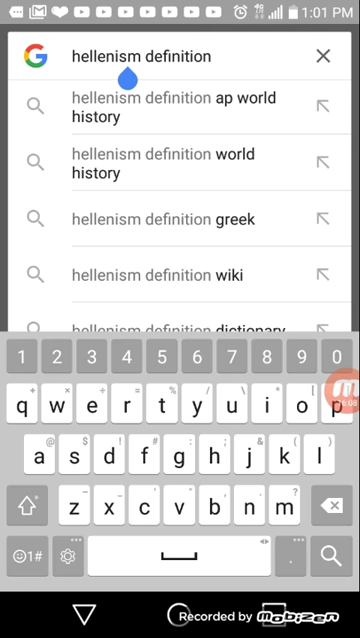 1:01 PM
hellenism definition
hellenism definition ap world
history
hellenism definition world
history
hellenism definition greek
hellenism definition wiki
hellenism definition dictionary
1 2 3 4 5 6 7 8 9 0
q w e r t y u i o p
a s d f g h j k l
z x c v b n m
1# .
Recorded by MOBIZEN